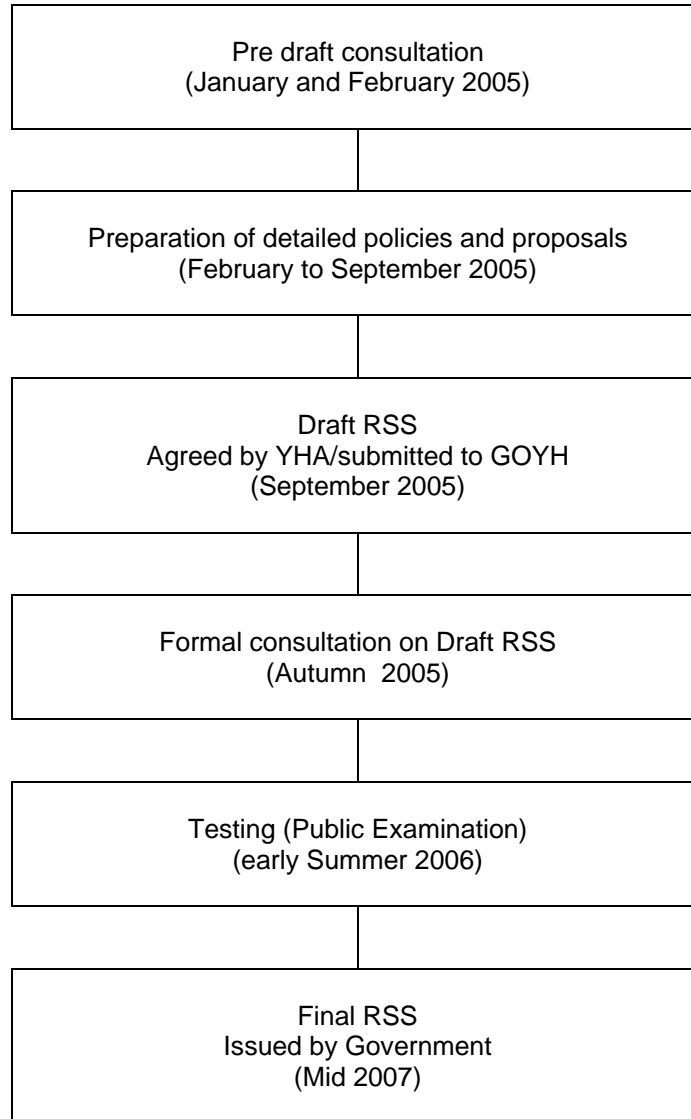 Pre draft consultation
(January and February 2005)
Preparation of detailed policies and proposals
(February to September 2005)
Draft RSS
Agreed by YHA/submitted to GOYH
(September 2005)
Formal consultation on Draft RSS
(Autumn  2005)
Testing (Public Examination)
(early Summer 2006)
Final RSS
Issued by Government
(Mid 2007)